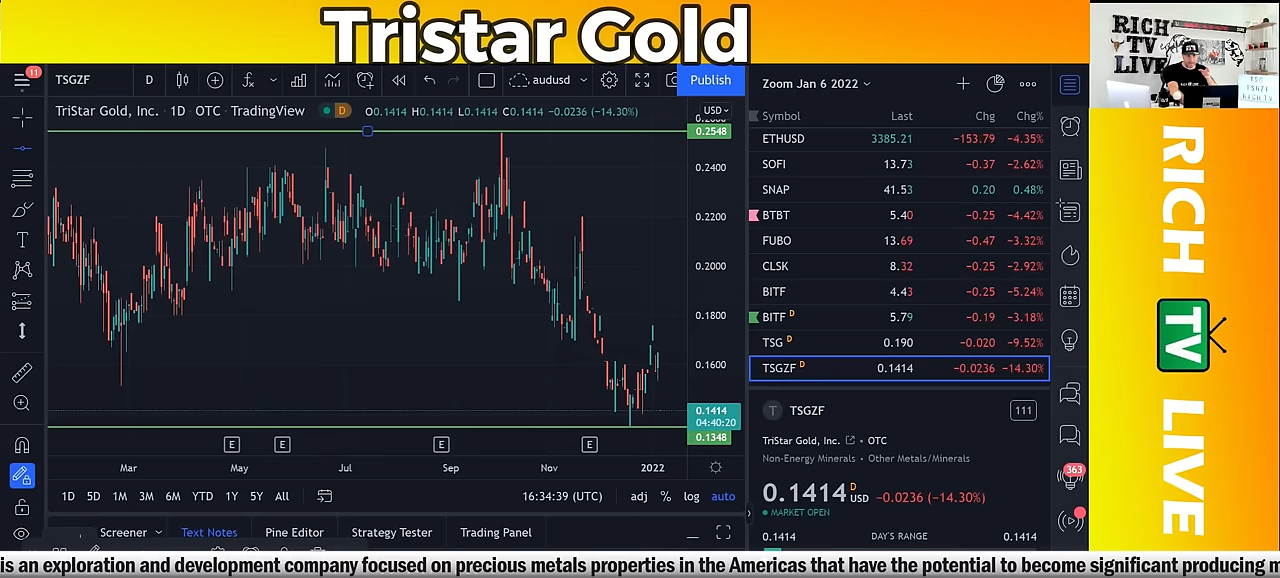 Tristar Gold
RICH
TV
LIVE
TSC
TSGZF
RICH TV
11
TSGZF
D
audusd
Publish
TriStar Gold, Inc. · 1D · OTC · TradingView
D
O0.1414 H0.1414 L0.1414 C0.1414 −0.0236 (−14.30%)
USD
0.2548
0.2400
0.2200
0.2000
0.1800
0.1600
0.1414
04:40:20
0.1348
E E E E
Mar May Jul Sep Nov 2022
1D 5D 1M 3M 6M YTD 1Y 5Y All
16:34:39 (UTC) adj % log auto
Screener Text Notes Pine Editor Strategy Tester Trading Panel
Zoom Jan 6 2022
Symbol Last Chg Chg%
ETHUSD 3385.21 −153.79 −4.35%
SOFI 13.73 −0.37 −2.62%
SNAP 41.53 0.20 0.48%
BTBT 5.40 −0.25 −4.42%
FUBO 13.69 −0.47 −3.32%
CLSK 8.32 −0.25 −2.92%
BITF 4.43 −0.25 −5.24%
BITF D 5.79 −0.19 −3.18%
TSG D 0.190 −0.020 −9.52%
TSGZF D 0.1414 −0.0236 −14.30%
T TSGZF 111
TriStar Gold, Inc. • OTC
Non-Energy Minerals • Other Metals/Minerals
0.1414 D USD −0.0236 (−14.30%)
MARKET OPEN
0.1414 DAY'S RANGE 0.1414
363
RICH TV LIVE
is an exploration and development company focused on precious metals properties in the Americas that have the potential to become significant producing